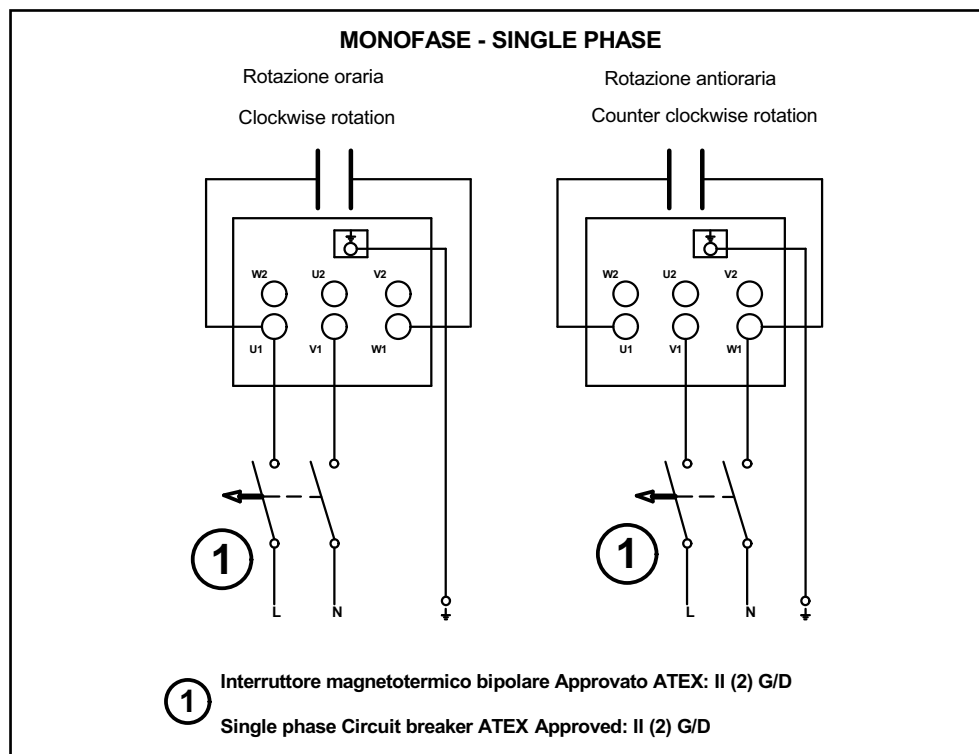 MONOFASE - SINGLE PHASE
Rotazione oraria
Clockwise rotation
Rotazione antioraria
Counter clockwise rotation
W2 U2 V2
U1 V1 W1
W2 U2 V2
U1 V1 W1
1
1
L N
L N
1
Interruttore magnetotermico bipolare Approvato ATEX: II (2) G/D
Single phase Circuit breaker ATEX Approved: II (2) G/D